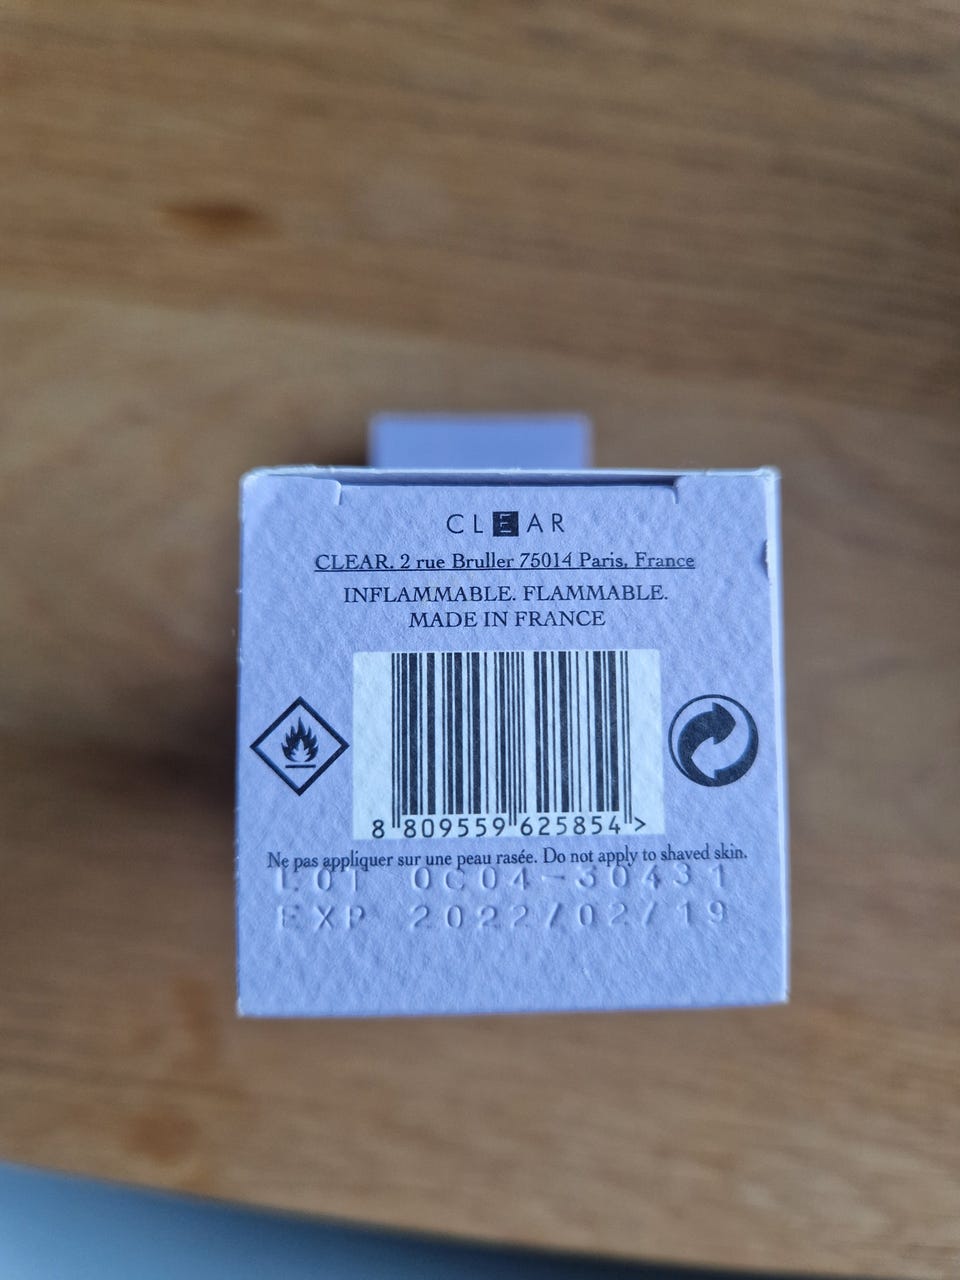 CLEAR
CLEAR. 2 rue Bruller 75014 Paris, France
INFLAMMABLE. FLAMMABLE.
MADE IN FRANCE
8 809559 625854 >
Ne pas appliquer sur une peau rasée. Do not apply to shaved skin.
LOT 0C04-30431
EXP 2022/02/19